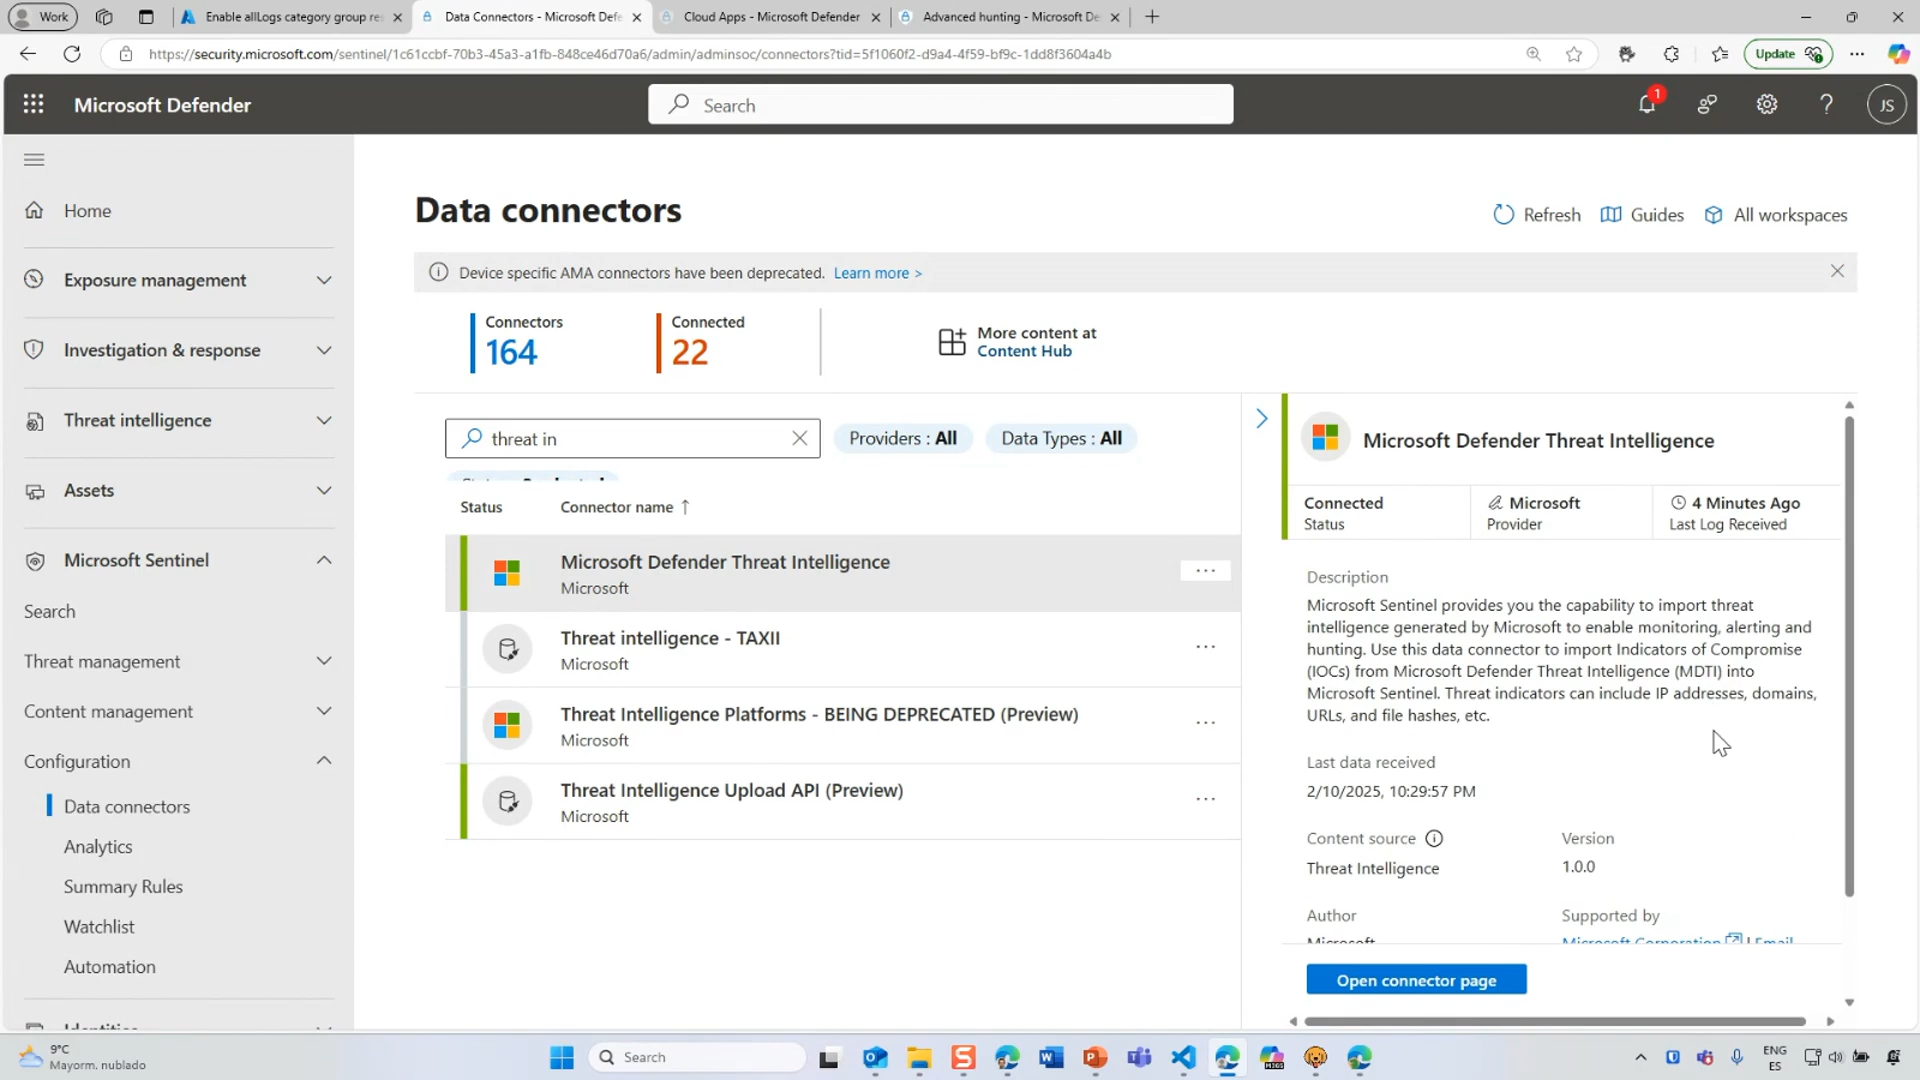 Work
Enable allLogs category group re
Data Connectors - Microsoft Defe
Cloud Apps - Microsoft Defender
Advanced hunting - Microsoft De
https://security.microsoft.com/sentinel/1c61ccbf-70b3-45a3-a1fb-848ce46d70a6/admin/adminsoc/connectors?tid=5f1060f2-d9a4-4f59-bf9c-1dd8f3604a4b
Update
Microsoft Defender
Search
1
JS
Home
Exposure management
Investigation & response
Threat intelligence
Assets
Microsoft Sentinel
Search
Threat management
Content management
Configuration
Data connectors
Analytics
Summary Rules
Watchlist
Automation
Identities
Data connectors
Refresh
Guides
All workspaces
Device specific AMA connectors have been deprecated. Learn more >
Connectors
164
Connected
22
More content at
Content Hub
threat in
Providers : All
Data Types : All
Status
Connector name ↑
Microsoft Defender Threat Intelligence
Microsoft
...
Threat intelligence - TAXII
Microsoft
...
Threat Intelligence Platforms - BEING DEPRECATED (Preview)
Microsoft
...
Threat Intelligence Upload API (Preview)
Microsoft
...
Microsoft Defender Threat Intelligence
Connected
Status
Microsoft
Provider
4 Minutes Ago
Last Log Received
Description
Microsoft Sentinel provides you the capability to import threat
intelligence generated by Microsoft to enable monitoring, alerting and
hunting. Use this data connector to import Indicators of Compromise
(IOCs) from Microsoft Defender Threat Intelligence (MDTI) into
Microsoft Sentinel. Threat indicators can include IP addresses, domains,
URLs, and file hashes, etc.
Last data received
2/10/2025, 10:29:57 PM
Content source
Threat Intelligence
Version
1.0.0
Author
Microsoft
Supported by
Microsoft Corporation | Email
Open connector page
9°C
Mayorm. nublado
Search
ENG
ES